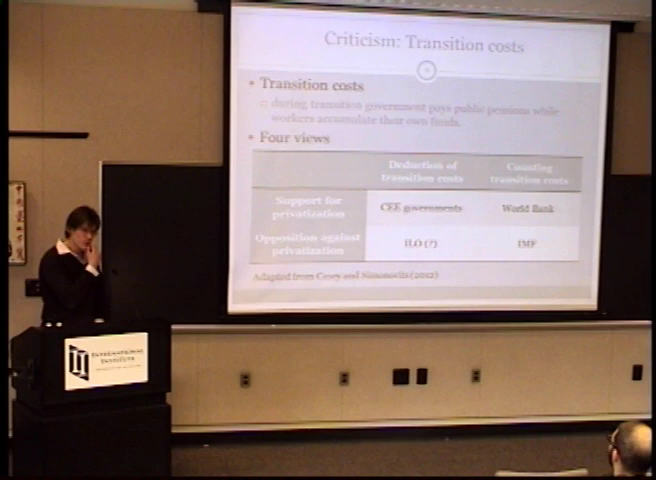 Criticism: Transition costs
• Transition costs
:: during transition government pays public pensions while
workers accumulate their own funds.
• Four views
Deduction of
transition costs
Counting
transition costs
Support for
privatization
CEE governments
World Bank
Opposition against
privatization
ILO (?)
IMF
Adapted from Casey and Simonovits (2012)
INTERNATIONAL
INSTITUTE